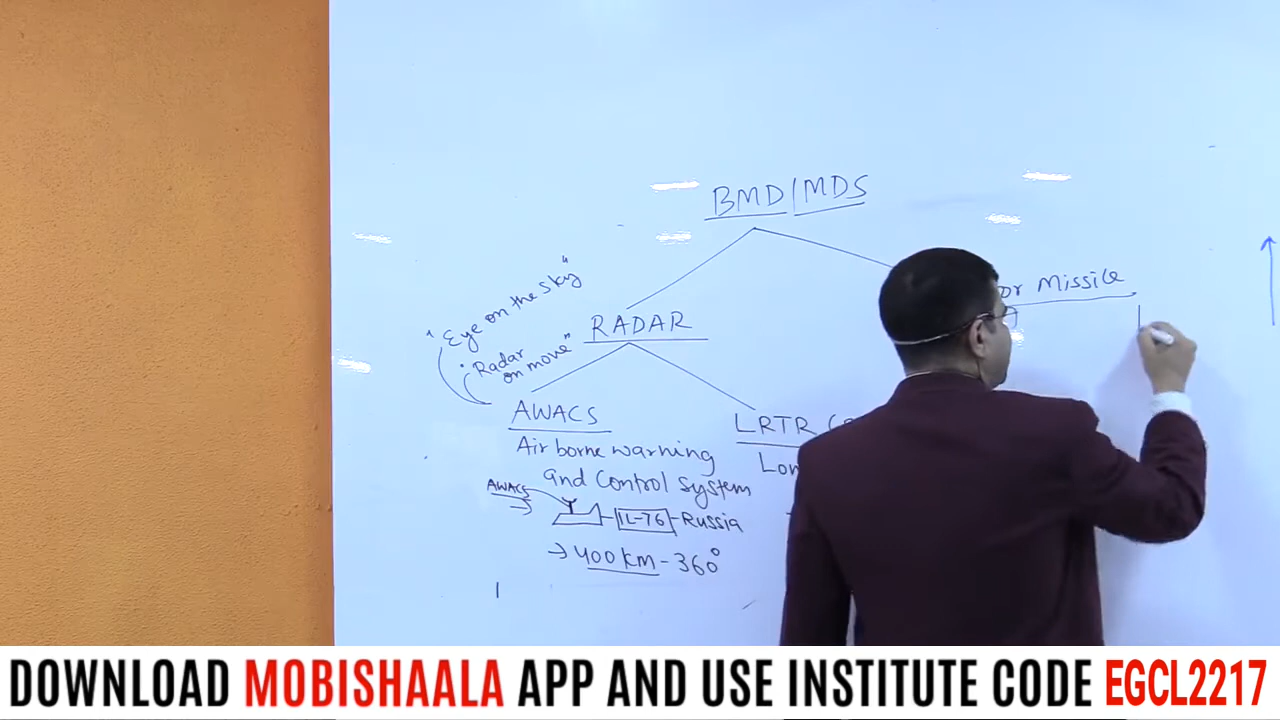 BMD/MDS
"Eye on the sky"
"Radar
on move"
RADAR
or Missile
AWACS
Air borne warning
and control system
AWACS
IL-76 - Russia
→ 400 km - 360°
LRTR (
DOWNLOAD MOBISHAALA APP AND USE INSTITUTE CODE EGCL2217